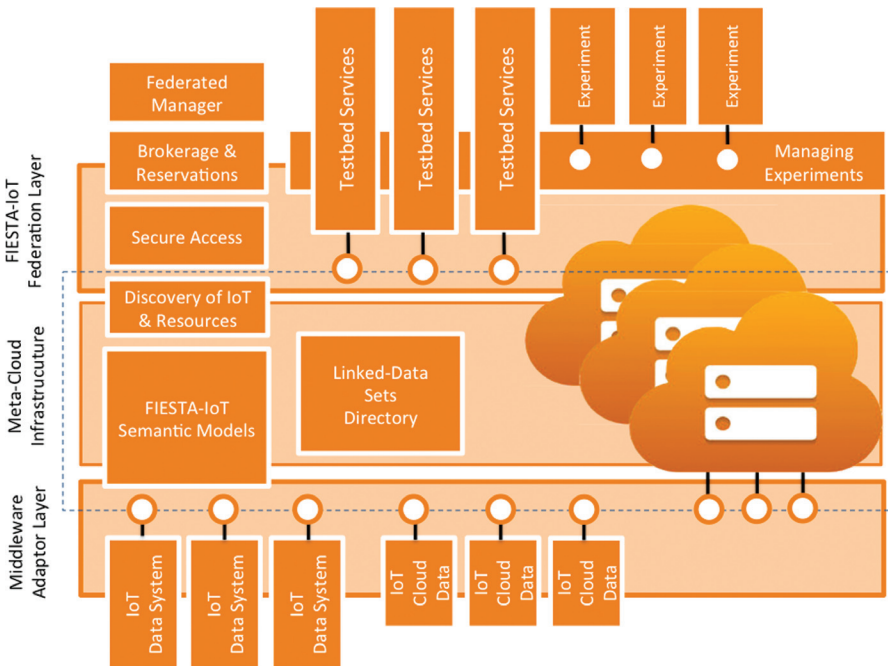 Federated
Manager
Brokerage &
Reservations
Secure Access
Discovery of IoT
& Resources
FIESTA-IoT
Semantic Models
Testbed Services
Testbed Services
Testbed Services
Experiment
Experiment
Experiment
Managing
Experiments
Linked-Data
Sets
Directory
FIESTA-IoT
Federation Layer
Meta-Cloud
Infrastrucuture
Middleware
Adaptor Layer
IoT
Data System
IoT
Data System
IoT
Data System
IoT
Cloud
Data
IoT
Cloud
Data
IoT
Cloud
Data